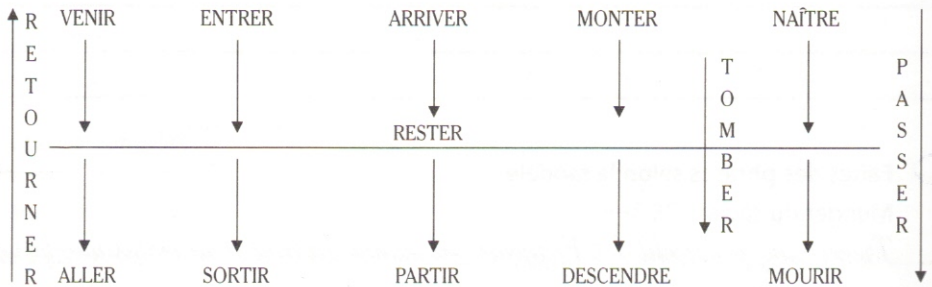 VENIR ENTRER ARRIVER MONTER NAÎTRE
RETOURNER
TOMBER
PASSER
RESTER
ALLER SORTIR PARTIR DESCENDRE MOURIR